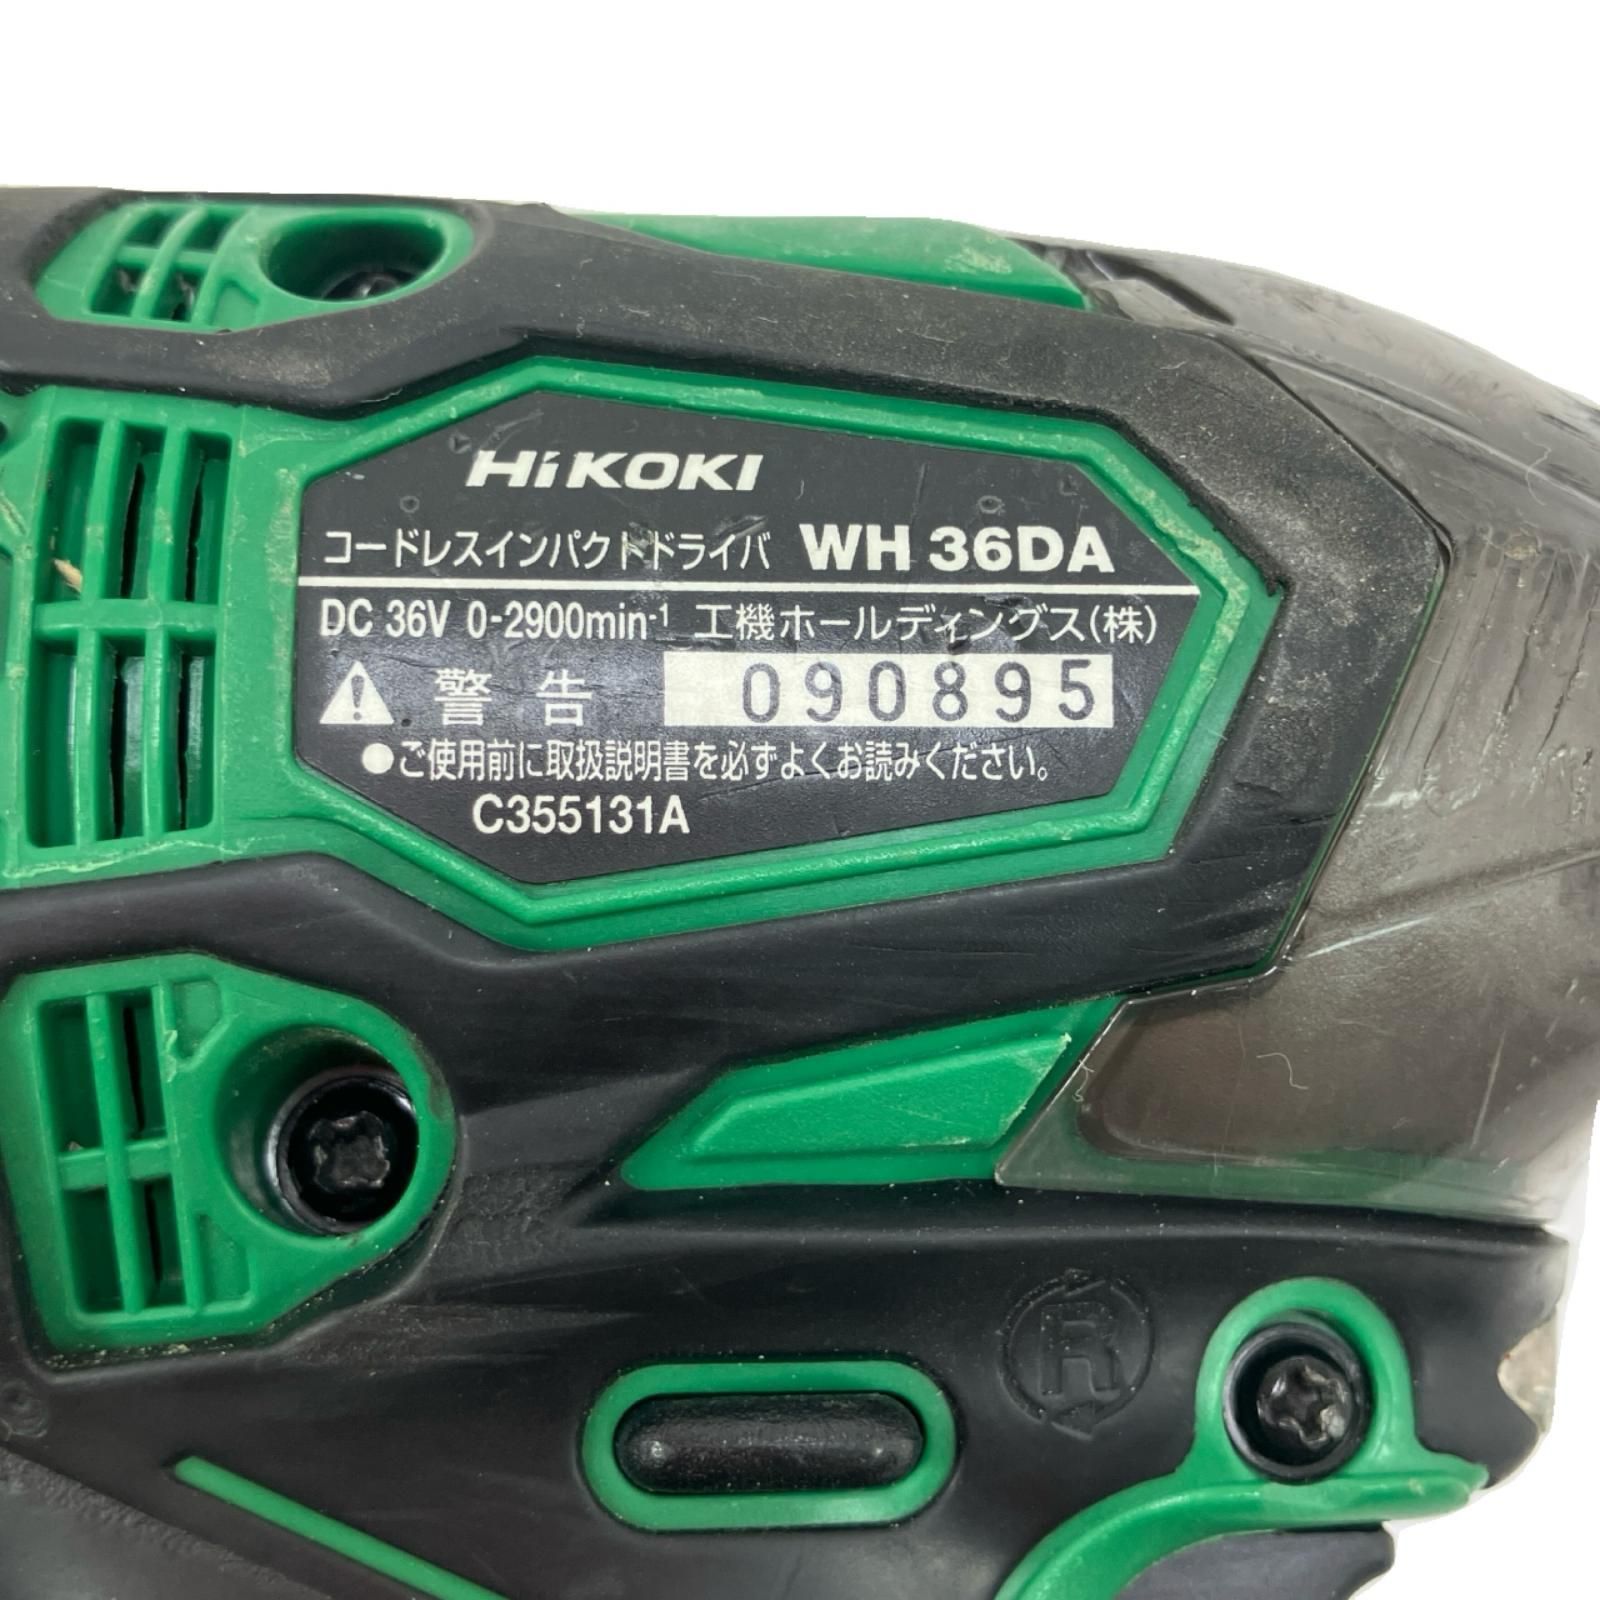 HiKOKI
コードレスインパクトドライバ WH 36DA
DC 36V 0-2900min-1 工機ホールディングス(株)
警 告 090895
●ご使用前に取扱説明書を必ずよくお読みください。
C355131A
R